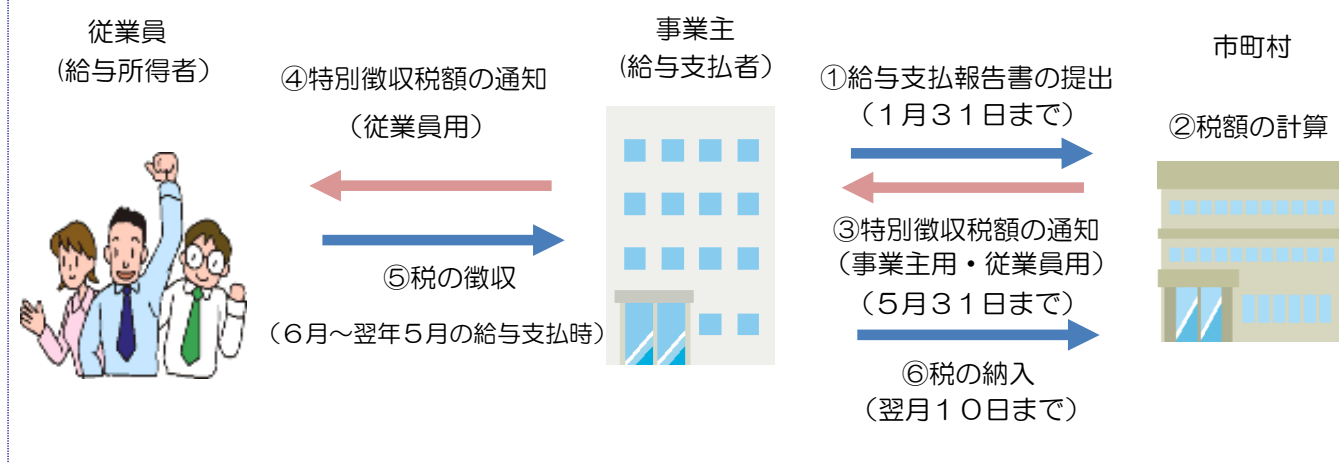 従業員
(給与所得者）
④特別徴収税額の通知
（従業員用）
⑤税の徴収
（６月～翌年５月の給与支払時）
事業主
(給与支払者）
①給与支払報告書の提出
（１月３１日まで）
③特別徴収税額の通知
（事業主用・従業員用）
（５月３１日まで）
⑥税の納入
（翌月１０日まで）
市町村
②税額の計算